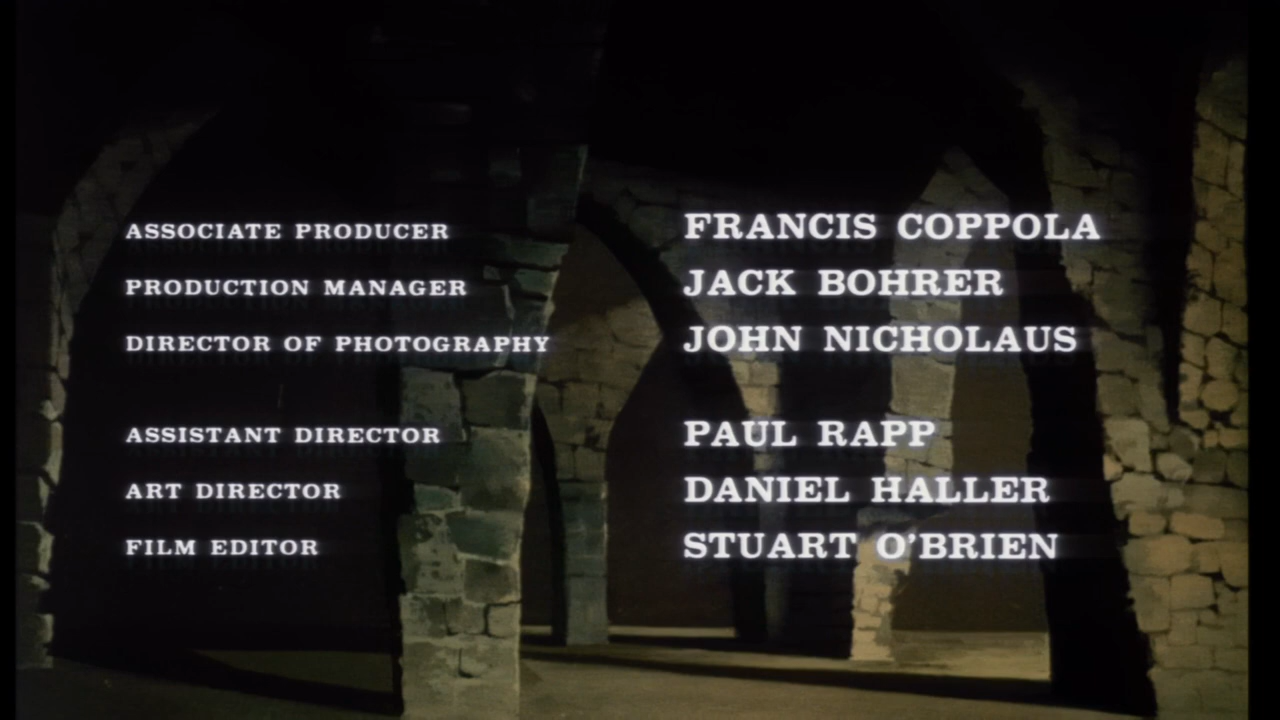 ASSOCIATE PRODUCER FRANCIS COPPOLA
PRODUCTION MANAGER JACK BOHRER
DIRECTOR OF PHOTOGRAPHY JOHN NICHOLAUS
ASSISTANT DIRECTOR PAUL RAPP
ART DIRECTOR DANIEL HALLER
FILM EDITOR STUART O'BRIEN